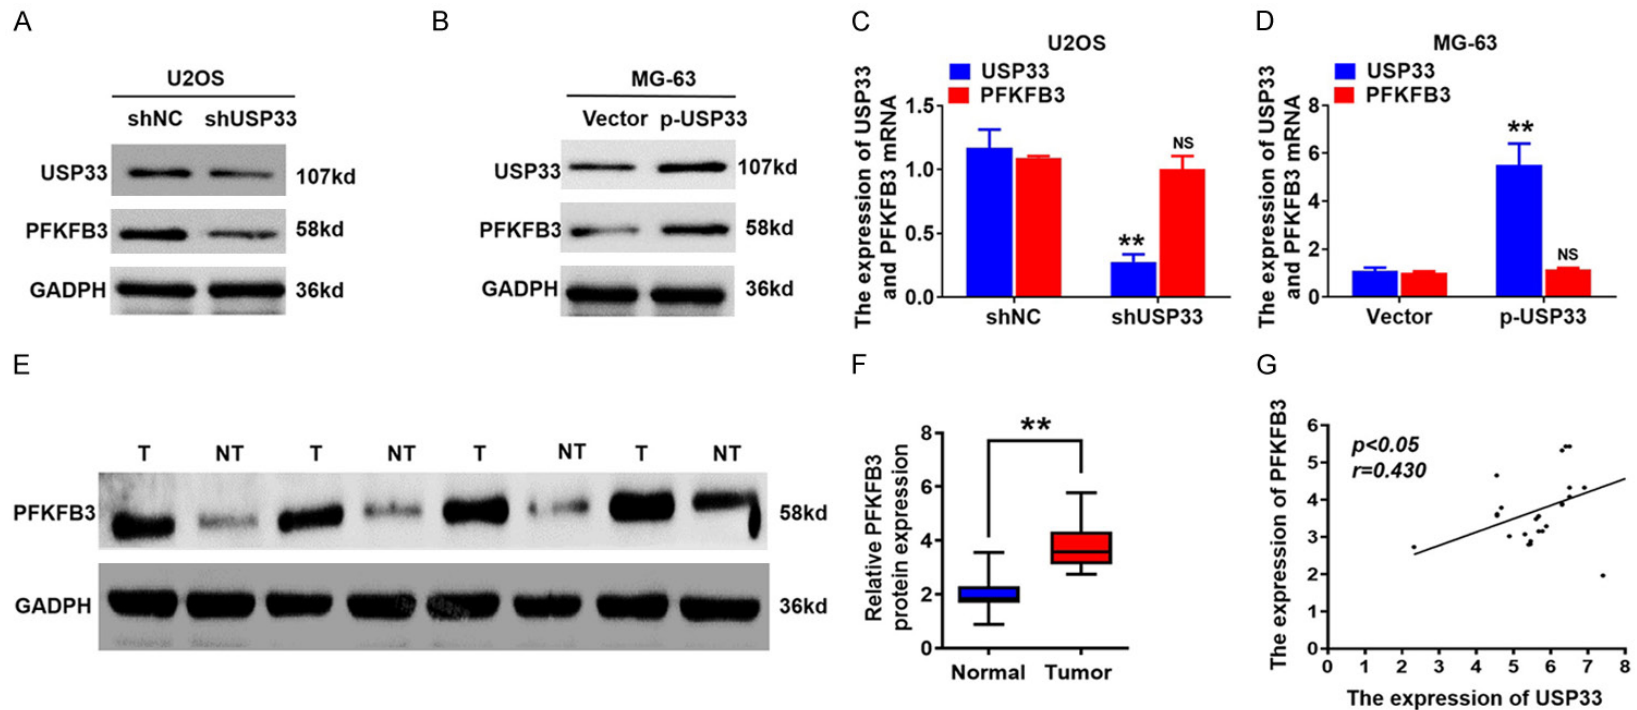 A
U2OS
shNC shUSP33
USP33
107kd
PFKFB3
58kd
GADPH
36kd
B
MG-63
Vector p-USP33
USP33
107kd
PFKFB3
58kd
GADPH
36kd
C
U2OS
USP33
PFKFB3
The expression of USP33
and PFKFB3 mRNA
1.5
1.0
0.5
0.0
**
NS
shNC shUSP33
D
MG-63
USP33
PFKFB3
The expression of USP33
and PFKFB3 mRNA
8
6
4
2
0
**
NS
Vector p-USP33
E
T NT T NT T NT T NT
PFKFB3
58kd
GADPH
36kd
F
Relative PFKFB3
protein expression
8
6
4
2
0
**
Normal Tumor
G
The expression of PFKFB3
6
5
4
3
2
1
0
p<0.05
r=0.430
0 1 2 3 4 5 6 7 8
The expression of USP33